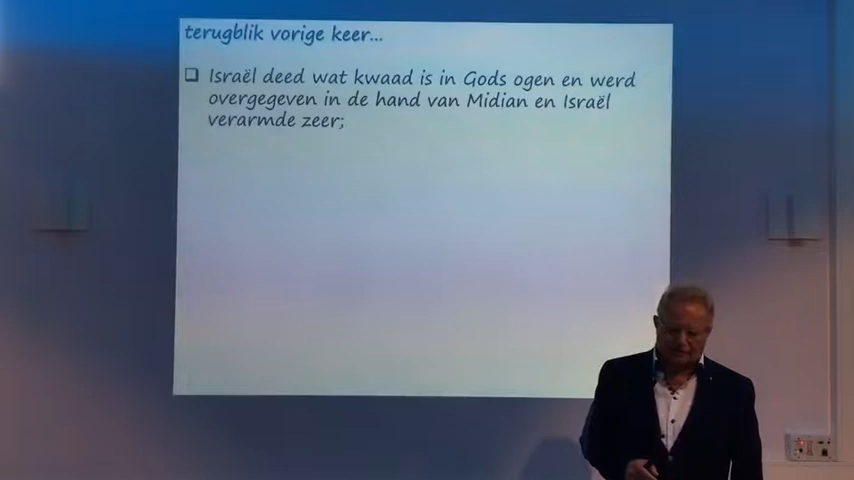 terugblik vorige keer...
❑ Israël deed wat kwaad is in Gods ogen en werd
overgegeven in de hand van Midian en Israël
verarmde zeer;